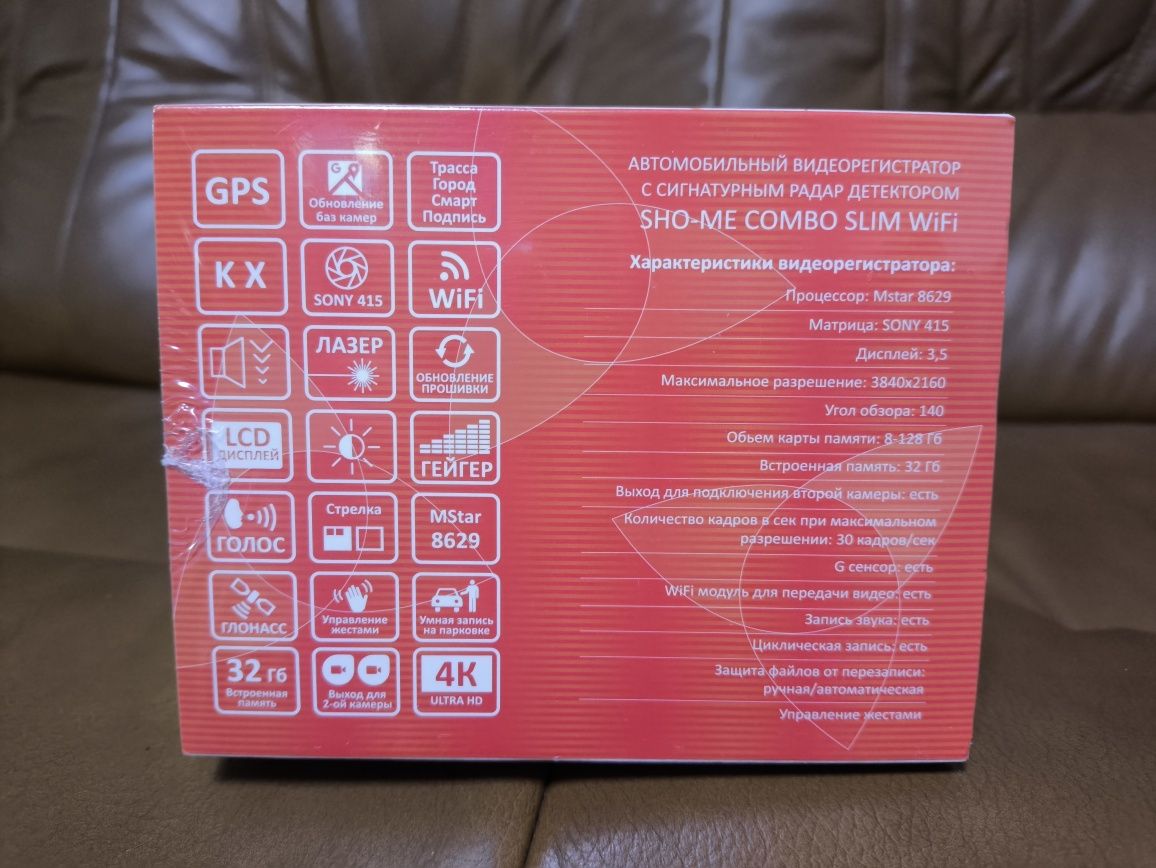 GPS
G
Обновление
баз камер
Трасса
Город
Смарт
Подпись
K X
SONY 415
WiFi
ЛАЗЕР
ОБНОВЛЕНИЕ
ПРОШИВКИ
LCD
ДИСПЛЕЙ
ГЕЙГЕР
ГОЛОС
Стрелка
MStar
8629
ГЛОНАСС
Управление
жестами
Умная запись
на парковке
32 Гб
Встроенная
память
Выход для
2-ой камеры
4K
ULTRA HD
АВТОМОБИЛЬНЫЙ ВИДЕОРЕГИСТРАТОР
С СИГНАТУРНЫМ РАДАР ДЕТЕКТОРОМ
SHO-ME COMBO SLIM WiFi
Характеристики видеорегистратора:
Процессор: Mstar 8629
Матрица: SONY 415
Дисплей: 3,5
Максимальное разрешение: 3840x2160
Угол обзора: 140
Обьем карты памяти: 8-128 Гб
Встроенная память: 32 Гб
Выход для подключения второй камеры: есть
Количество кадров в сек при максимальном
разрешении: 30 кадров/сек
G сенсор: есть
WiFi модуль для передачи видео: есть
Запись звука: есть
Циклическая запись: есть
Защита файлов от перезаписи:
ручная/автоматическая
Управление жестами